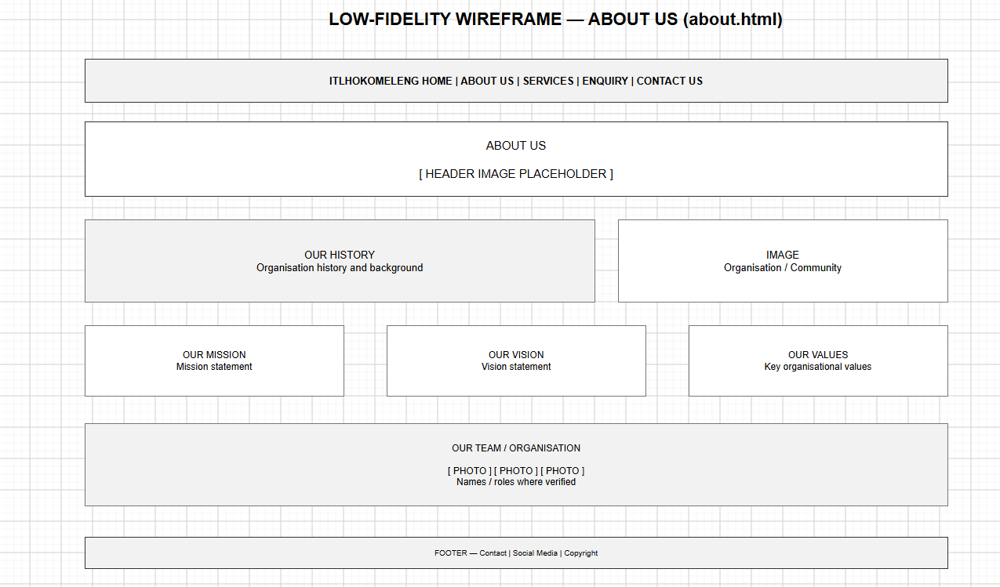 LOW-FIDELITY WIREFRAME — ABOUT US (about.html)
ITLHOKOMELENG HOME | ABOUT US | SERVICES | ENQUIRY | CONTACT US
ABOUT US
[ HEADER IMAGE PLACEHOLDER ]
OUR HISTORY
Organisation history and background
IMAGE
Organisation / Community
OUR MISSION
Mission statement
OUR VISION
Vision statement
OUR VALUES
Key organisational values
OUR TEAM / ORGANISATION
[ PHOTO ] [ PHOTO ] [ PHOTO ]
Names / roles where verified
FOOTER — Contact | Social Media | Copyright